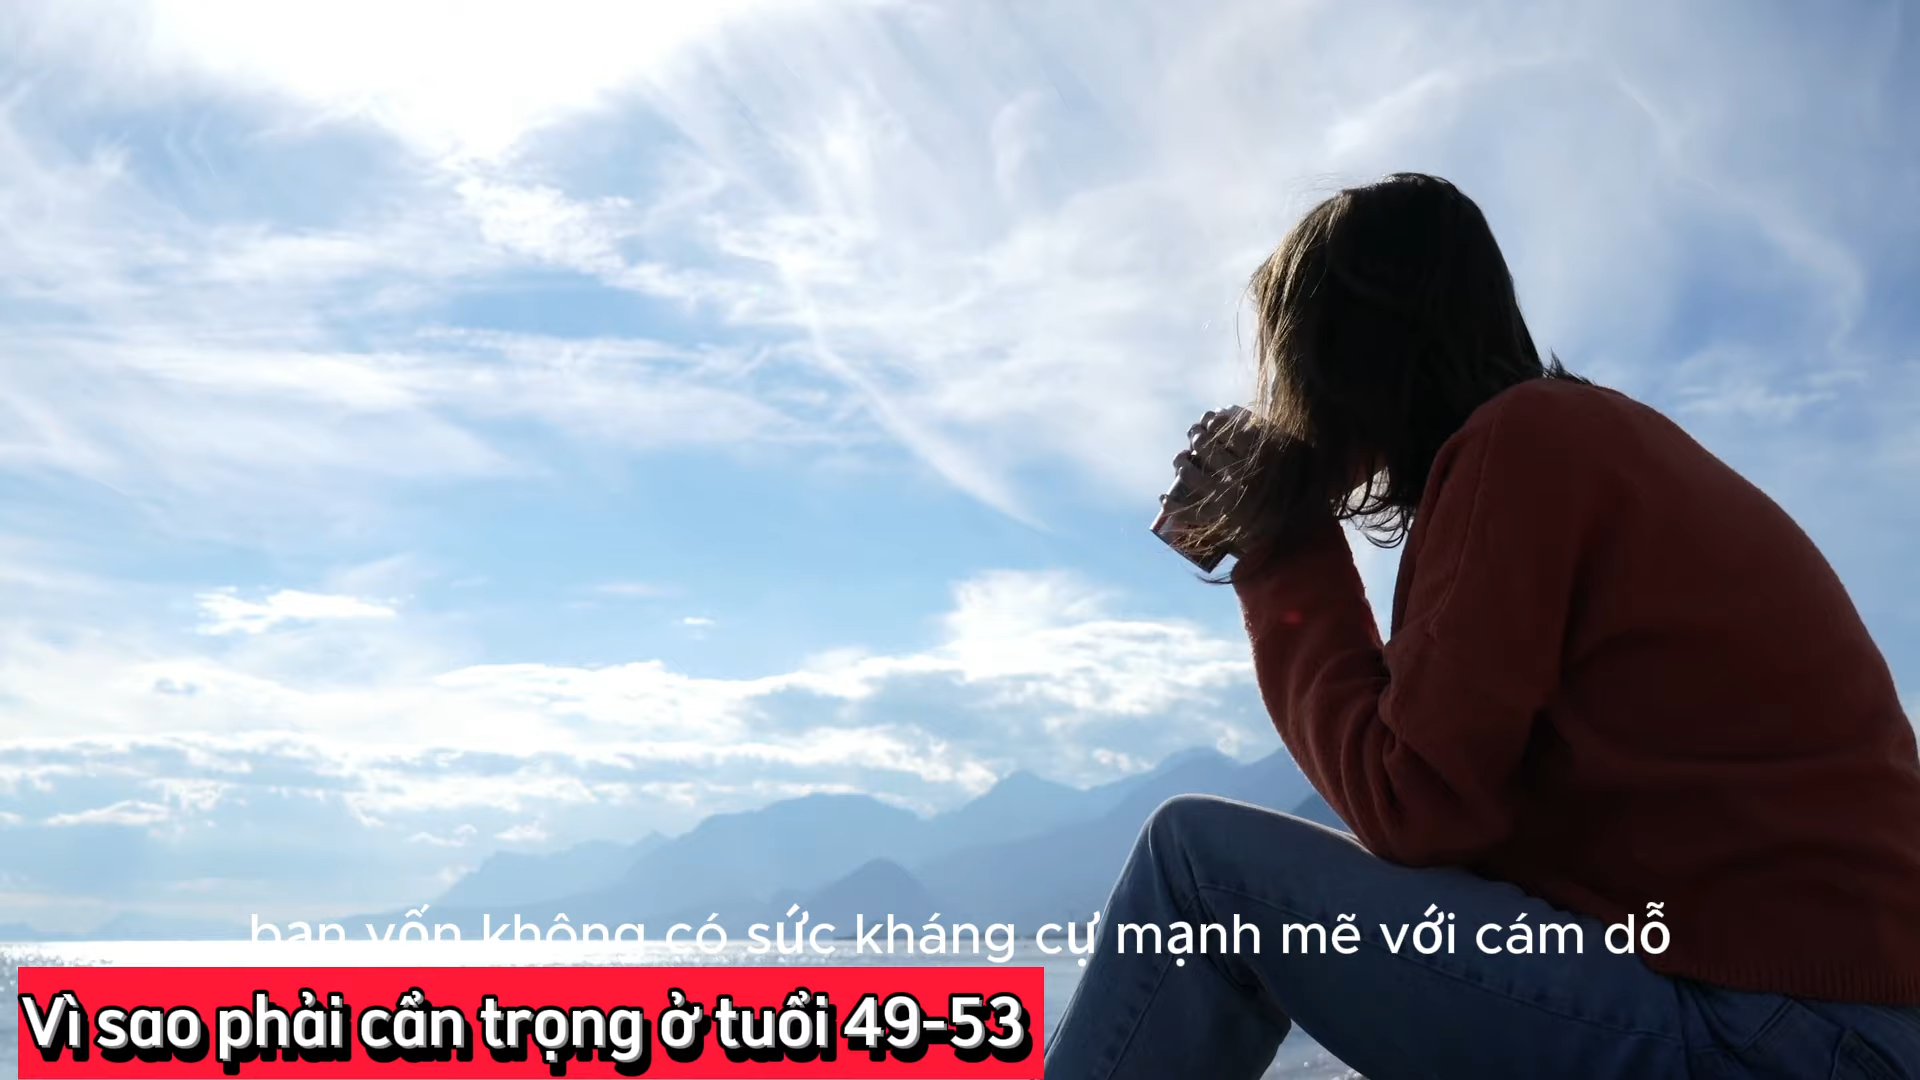 bạn vốn không có sức kháng cự mạnh mẽ với cám dỗ
Vì sao phải cẩn trọng ở tuổi 49-53